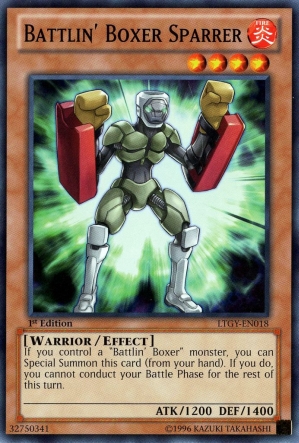 BATTLIN' BOXER SPARRER
FIRE
炎
1st Edition
LTGY-EN018
[WARRIOR / EFFECT]
If you control a "Battlin' Boxer" monster, you can
Special Summon this card (from your hand). If you do,
you cannot conduct your Battle Phase for the rest of
this turn.
ATK/1200 DEF/1400
32750341
©1996 KAZUKI TAKAHASHI